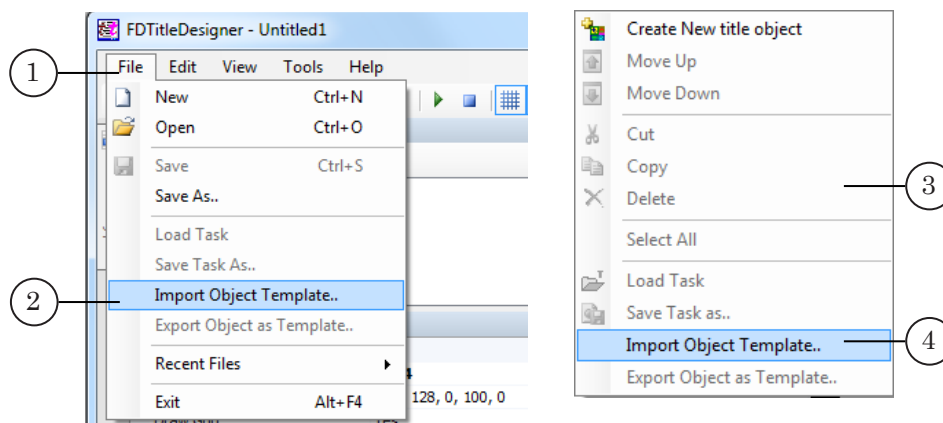 FDTitleDesigner - Untitled1
1
File Edit View Tools Help
New Ctrl+N
Open Ctrl+O
Save Ctrl+S
Save As..
Load Task
Save Task As..
2
Import Object Template..
Export Object as Template..
Recent Files
4
Exit Alt+F4
128, 0, 100, 0
Create New title object
Move Up
Move Down
Cut
Copy
3
Delete
Select All
Load Task
Save Task as..
Import Object Template..
4
Export Object as Template..